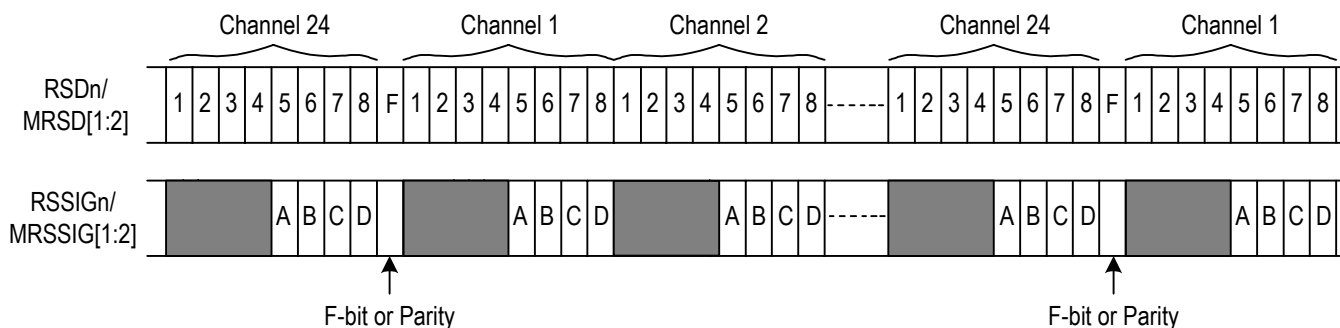 Channel 24 Channel 1 Channel 2 Channel 24 Channel 1
RSDn/
MRSD[1:2]
1 2 3 4 5 6 7 8 F 1 2 3 4 5 6 7 8 1 2 3 4 5 6 7 8 1 2 3 4 5 6 7 8 F 1 2 3 4 5 6 7 8
RSSIGn/
MRSSIG[1:2]
A B C D A B C D A B C D A B C D A B C D
F-bit or Parity F-bit or Parity